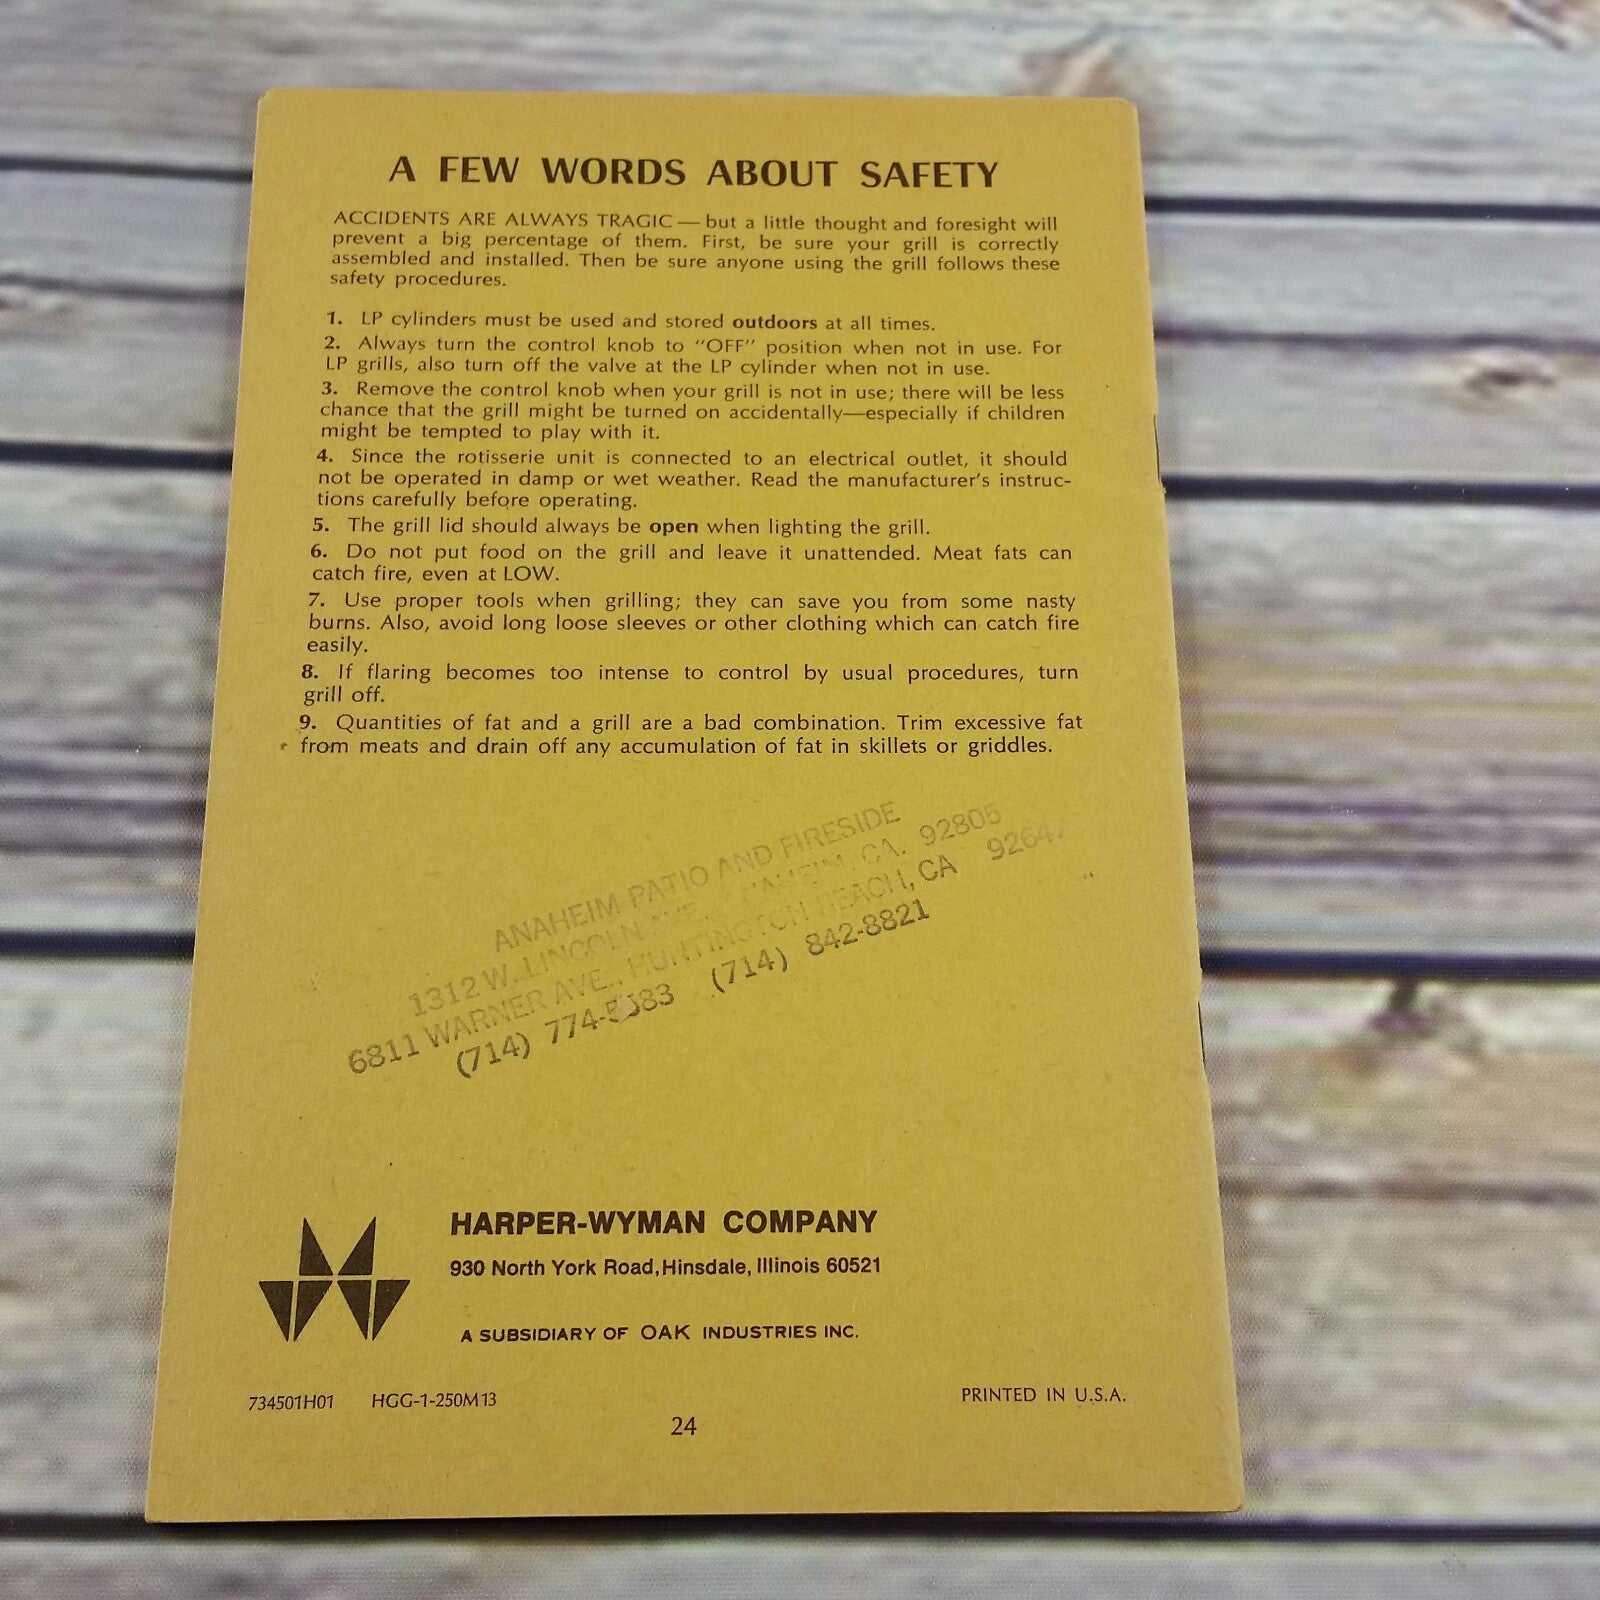 A FEW WORDS ABOUT SAFETY
ACCIDENTS ARE ALWAYS TRAGIC — but a little thought and foresight will
prevent a big percentage of them. First, be sure your grill is correctly
assembled and installed. Then be sure anyone using the grill follows these
safety procedures.
1. LP cylinders must be used and stored outdoors at all times.
2. Always turn the control knob to "OFF" position when not in use. For
LP grills, also turn off the valve at the LP cylinder when not in use.
3. Remove the control knob when your grill is not in use; there will be less
chance that the grill might be turned on accidentally—especially if children
might be tempted to play with it.
4. Since the rotisserie unit is connected to an electrical outlet, it should
not be operated in damp or wet weather. Read the manufacturer's instruc-
tions carefully before operating.
5. The grill lid should always be open when lighting the grill.
6. Do not put food on the grill and leave it unattended. Meat fats can
catch fire, even at LOW.
7. Use proper tools when grilling; they can save you from some nasty
burns. Also, avoid long loose sleeves or other clothing which can catch fire
easily.
8. If flaring becomes too intense to control by usual procedures, turn
grill off.
9. Quantities of fat and a grill are a bad combination. Trim excessive fat
from meats and drain off any accumulation of fat in skillets or griddles.
ANAHEIM PATIO AND FIRESIDE
1312 W. LINCOLN AVE., ANAHEIM, CA. 92805
6811 WARNER AVE., HUNTINGTON BEACH, CA
(714) (714) 842-8821
HARPER-WYMAN COMPANY
930 North York Road, Hinsdale, Illinois 60521
A SUBSIDIARY OF OAK INDUSTRIES INC.
734501H01 HGG-1-250M13
PRINTED IN U.S.A.
24